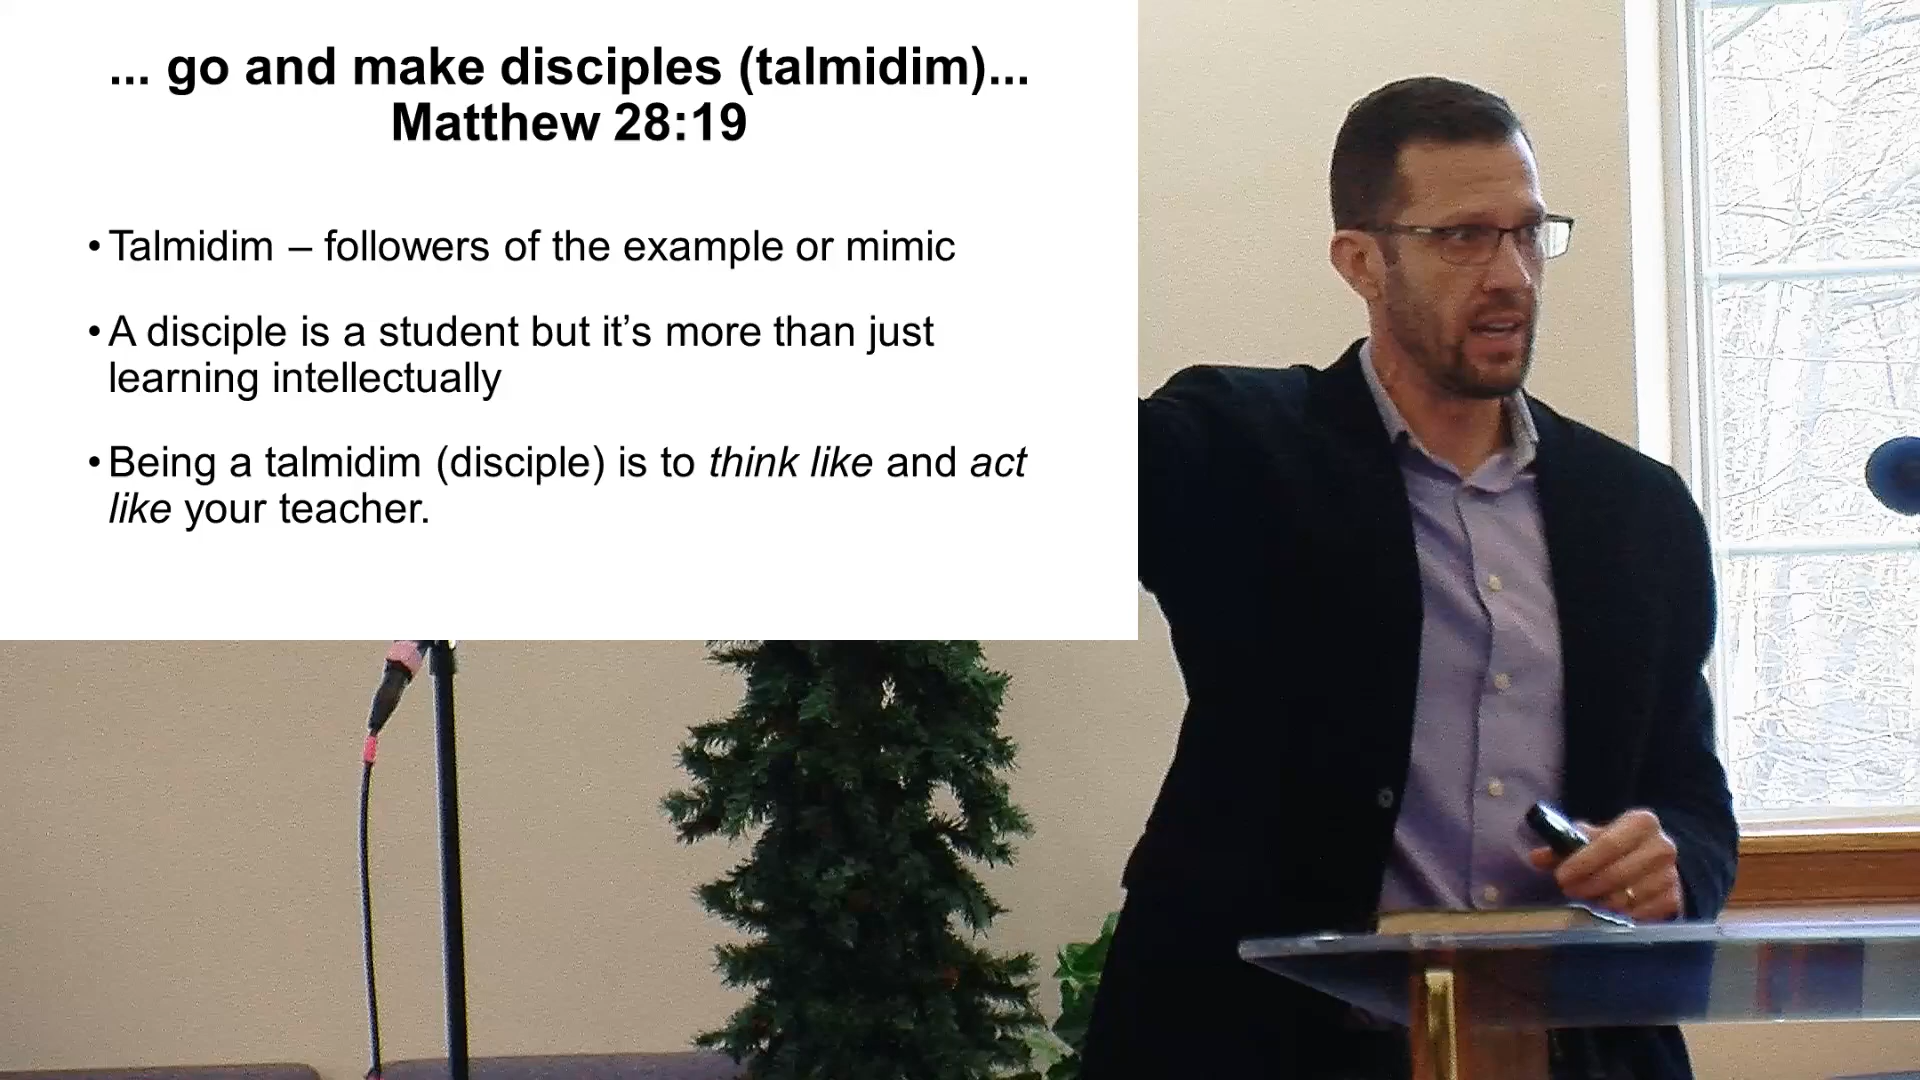 ... go and make disciples (talmidim)...
Matthew 28:19
• Talmidim – followers of the example or mimic
• A disciple is a student but it’s more than just
learning intellectually
• Being a talmidim (disciple) is to think like and act
like your teacher.